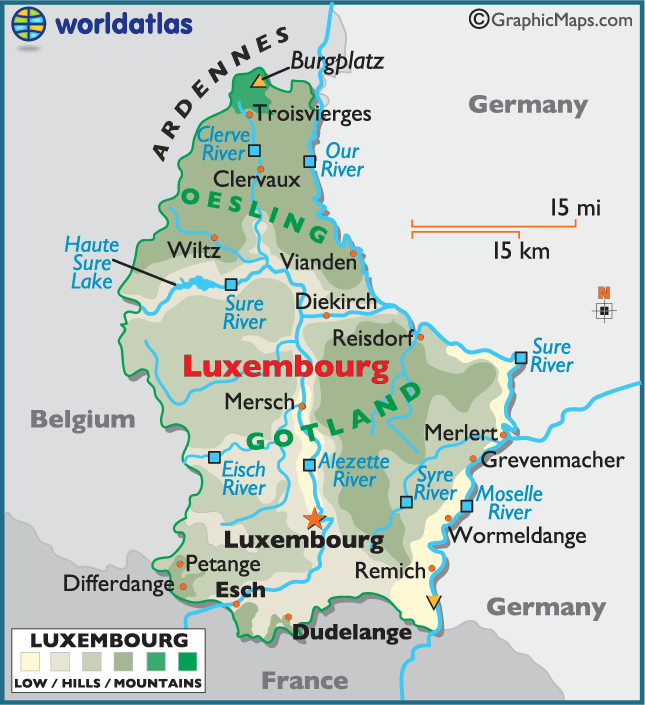 worldatlas
©GraphicMaps.com
ARDENNES
Burgplatz
Germany
Troisvierges
Clerve
River
Our
River
Clervaux
OESLING
15 mi
15 km
Wiltz
Haute
Sure
Lake
Vianden
N
Sure
River
Diekirch
Reisdorf
Sure
River
Luxembourg
Belgium
Mersch
GOTLAND
Merlert
Eisch
River
Alezette
River
Syre
River
Grevenmacher
Moselle
River
Luxembourg
Wormeldange
Petange
Differdange
Remich
Esch
Germany
Dudelange
LUXEMBOURG
LOW / HILLS / MOUNTAINS
France